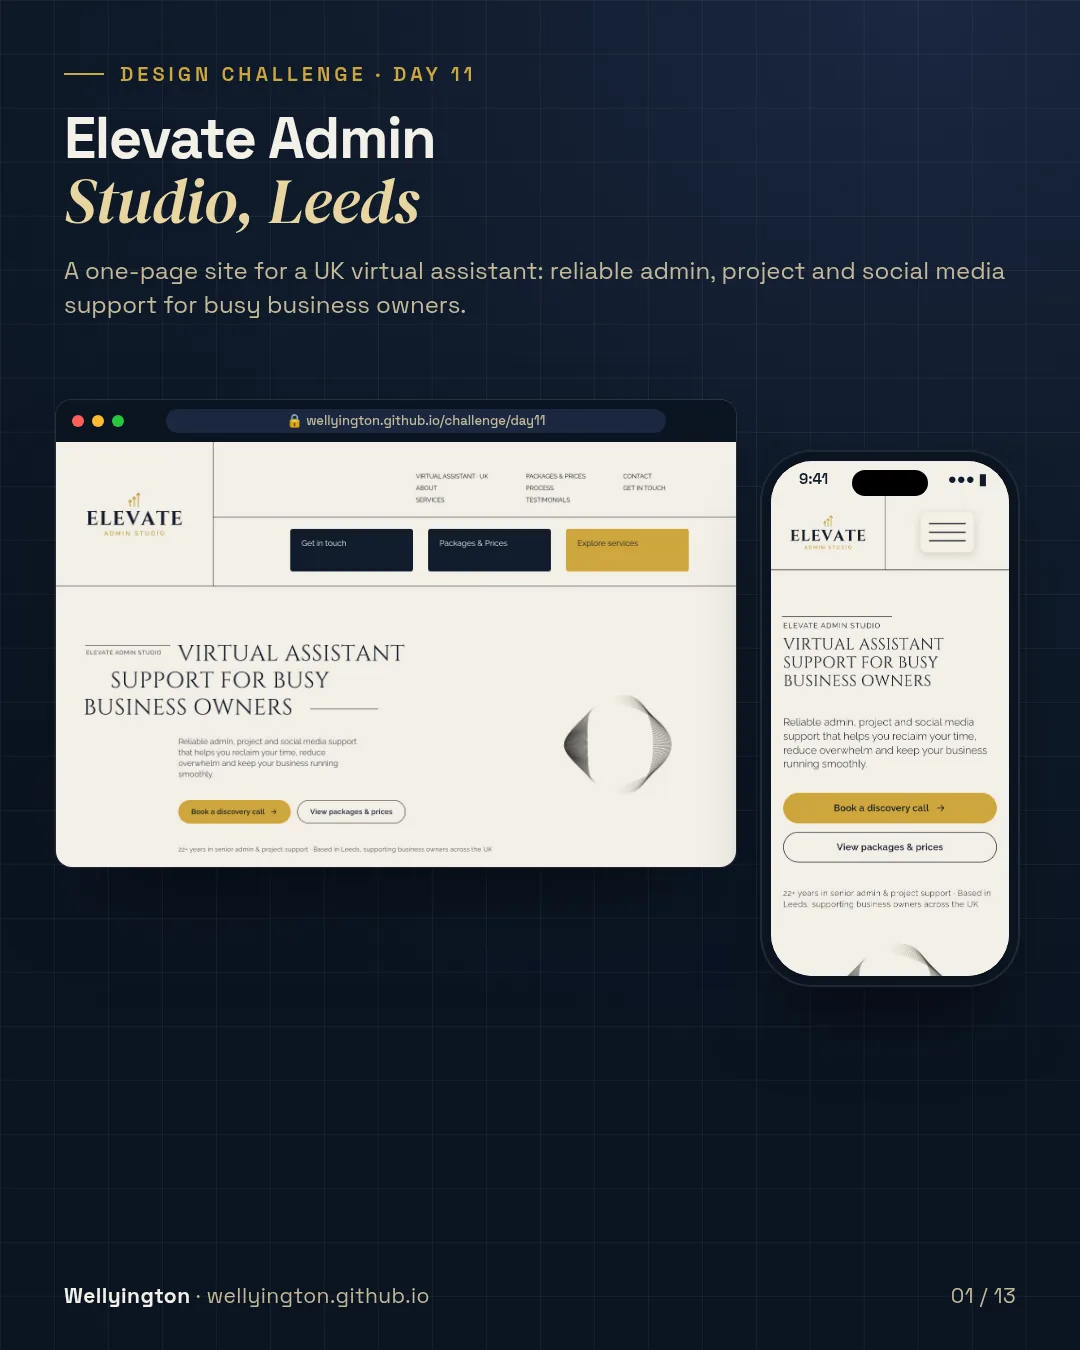 DESIGN CHALLENGE · DAY 11
Elevate Admin
Studio, Leeds
A one-page site for a UK virtual assistant: reliable admin, project and social media
support for busy business owners.
wellyington.github.io/challenge/day11
ELEVATE
ADMIN STUDIO
VIRTUAL ASSISTANT · UK
ABOUT
SERVICES
PACKAGES & PRICES
PROCESS
TESTIMONIALS
CONTACT
GET IN TOUCH
Get in touch
Packages & Prices
Explore services
ELEVATE ADMIN STUDIO
VIRTUAL ASSISTANT
SUPPORT FOR BUSY
BUSINESS OWNERS
Reliable admin, project and social media support
that helps you reclaim your time, reduce
overwhelm and keep your business running
smoothly.
Book a discovery call →
View packages & prices
22+ years in senior admin & project support · Based in Leeds, supporting business owners across the UK
9:41
ELEVATE
ADMIN STUDIO
ELEVATE ADMIN STUDIO
VIRTUAL ASSISTANT
SUPPORT FOR BUSY
BUSINESS OWNERS
Reliable admin, project and social media
support that helps you reclaim your time,
reduce overwhelm and keep your business
running smoothly.
Book a discovery call →
View packages & prices
22+ years in senior admin & project support · Based in
Leeds, supporting business owners across the UK
Wellyington · wellyington.github.io
01 / 13